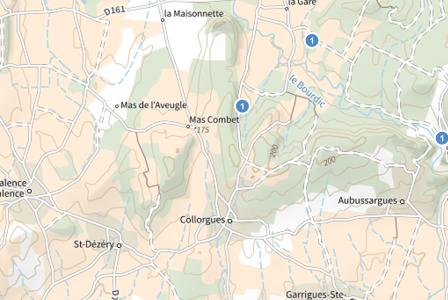 la Gare
D161
la Maisonnette
1
le Bourdic
Mas de l'Aveugle
1
Mas Combet
175
1
200
200
alence
alence
Aubussargues
Collorgues
St-Dézéry
Garrigues-Ste-